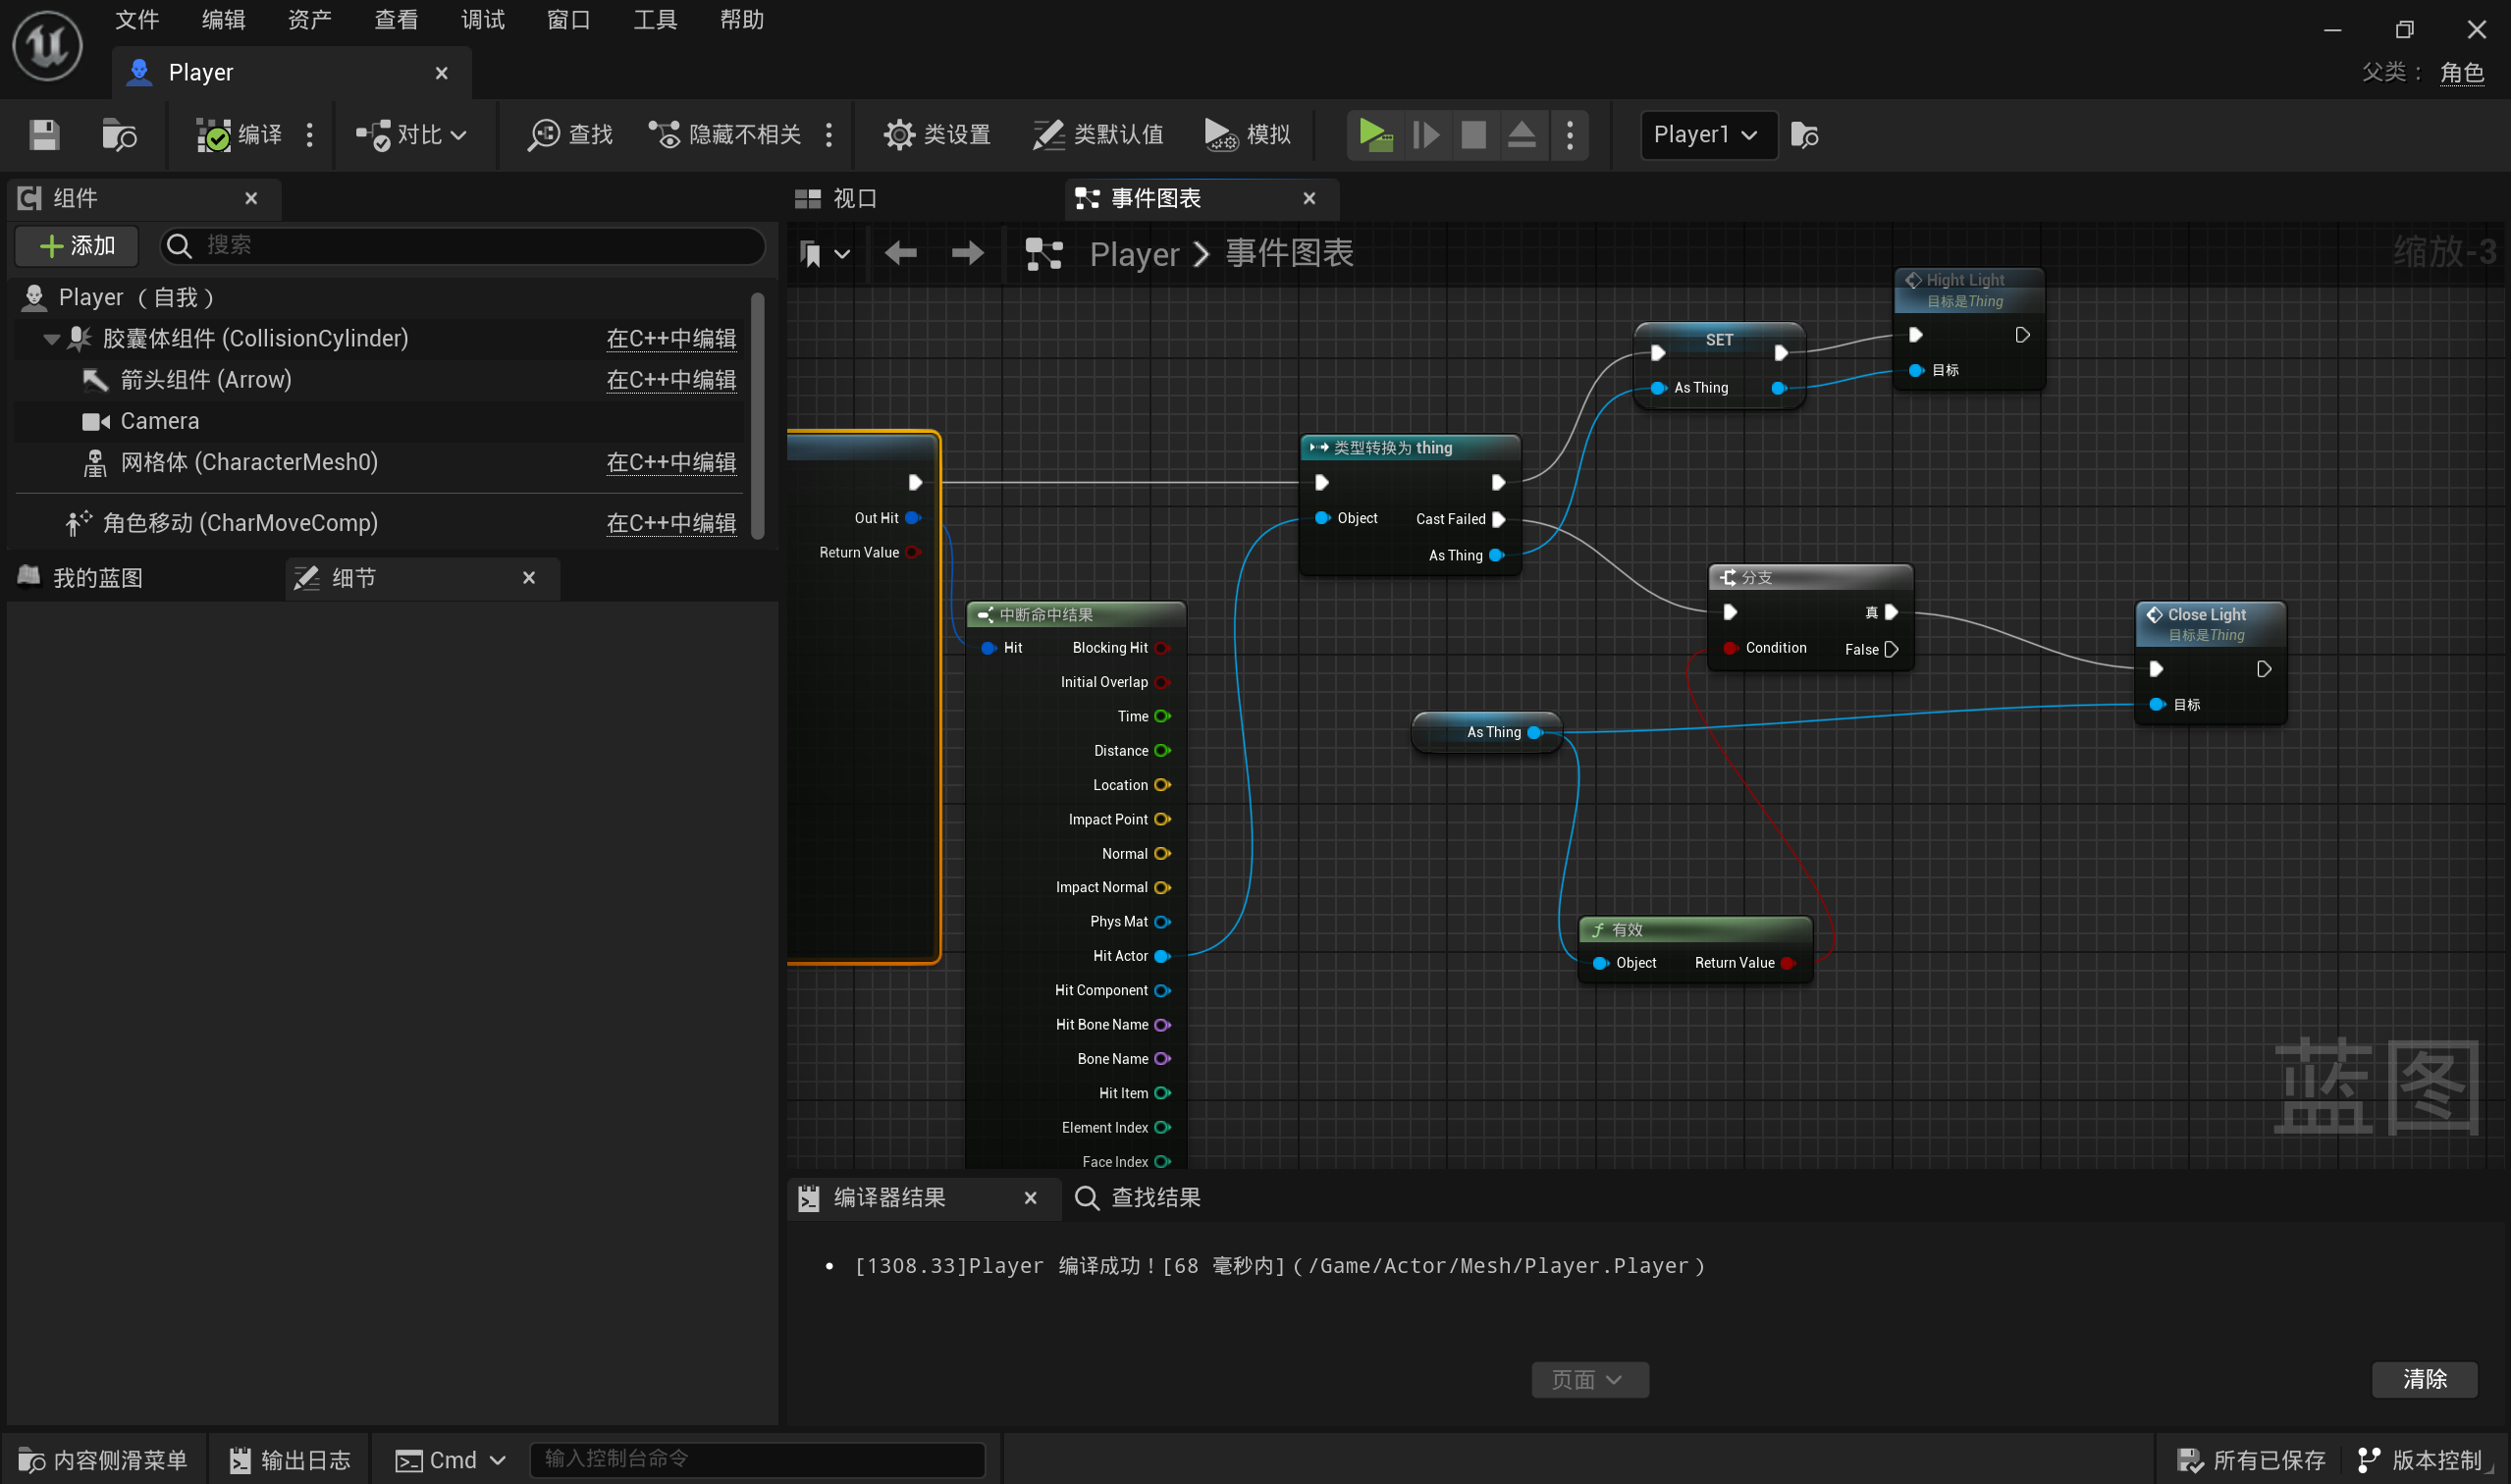 文件 编辑 资产 查看 调试 窗口 工具 帮助
Player
父类： 角色
编译 对比 查找 隐藏不相关 类设置 类默认值 模拟 Player1
组件
添加 搜索
Player （自我）
胶囊体组件 (CollisionCylinder) 在C++中编辑
箭头组件 (Arrow) 在C++中编辑
Camera
网格体 (CharacterMesh0) 在C++中编辑
角色移动 (CharMoveComp) 在C++中编辑
我的蓝图 细节
视口 事件图表
Player 事件图表
缩放-3
Out Hit
Return Value
中断命中结果
Hit Blocking Hit
Initial Overlap
Time
Distance
Location
Impact Point
Normal
Impact Normal
Phys Mat
Hit Actor
Hit Component
Hit Bone Name
Bone Name
Hit Item
Element Index
Face Index
类型转换为 thing
Object Cast Failed
As Thing
SET
As Thing
Hight Light
目标是Thing
目标
分支
真
Condition False
As Thing
有效
Object Return Value
Close Light
目标是Thing
目标
蓝图
编译器结果 查找结果
[1308.33]Player 编译成功！[68 毫秒内]（/Game/Actor/Mesh/Player.Player）
页面 清除
内容侧滑菜单 输出日志 Cmd 输入控制台命令 所有已保存 版本控制